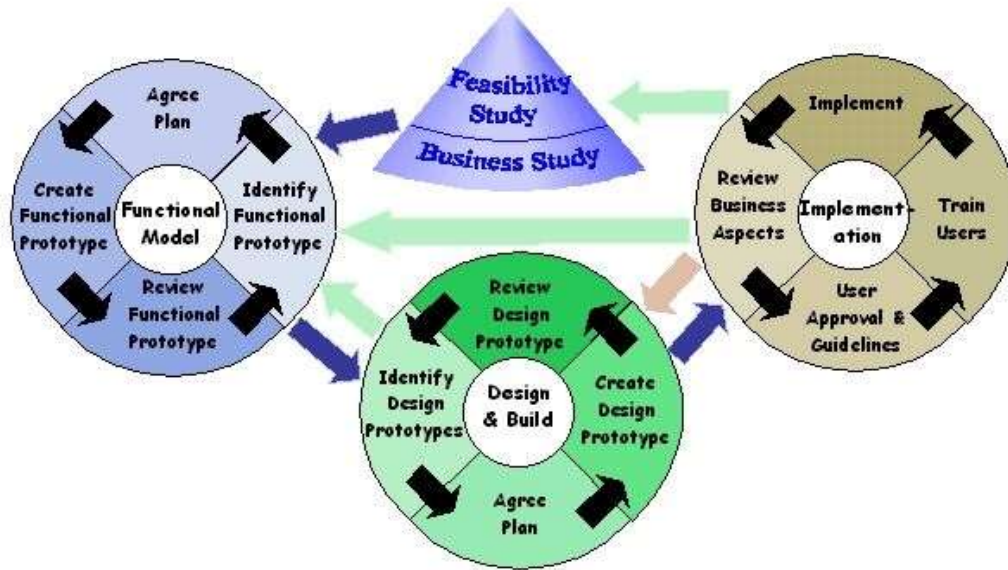 Feasibility
Study
Business Study
Agree
Plan
Create
Functional
Prototype
Functional
Model
Identify
Functional
Prototype
Review
Functional
Prototype
Review
Design
Prototype
Identify
Design
Prototypes
Design
& Build
Create
Design
Prototype
Agree
Plan
Implement
Review
Business
Aspects
Implement-
ation
Train
Users
User
Approval &
Guidelines